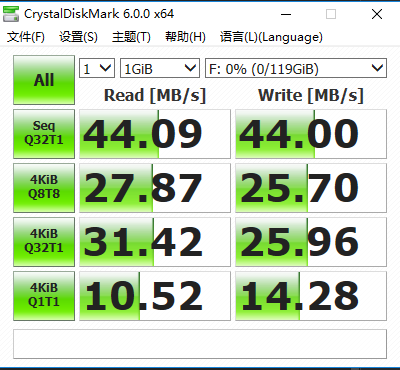 CrystalDiskMark 6.0.0 x64
文件(F) 设置(S) 主题(T) 帮助(H) 语言(L)(Language)
All 1 1GiB F: 0% (0/119GiB)
Read [MB/s] Write [MB/s]
Seq
Q32T1
44.09 44.00
4KiB
Q8T8
27.87 25.70
4KiB
Q32T1
31.42 25.96
4KiB
Q1T1
10.52 14.28